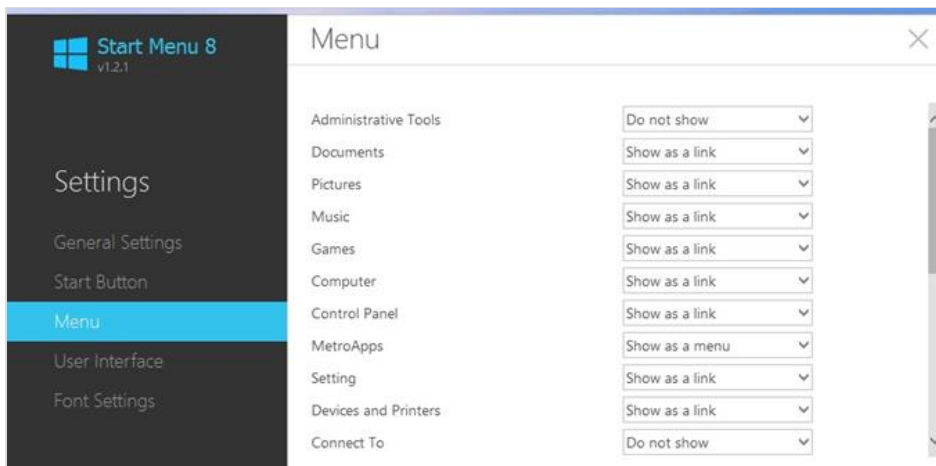 Start Menu 8
v1.2.1
Settings
General Settings
Start Button
Menu
User Interface
Font Settings
Menu
Administrative Tools Do not show
Documents Show as a link
Pictures Show as a link
Music Show as a link
Games Show as a link
Computer Show as a link
Control Panel Show as a link
MetroApps Show as a menu
Setting Show as a link
Devices and Printers Show as a link
Connect To Do not show